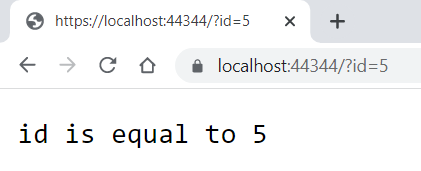 https://localhost:44344/?id=5
localhost:44344/?id=5
id is equal to 5